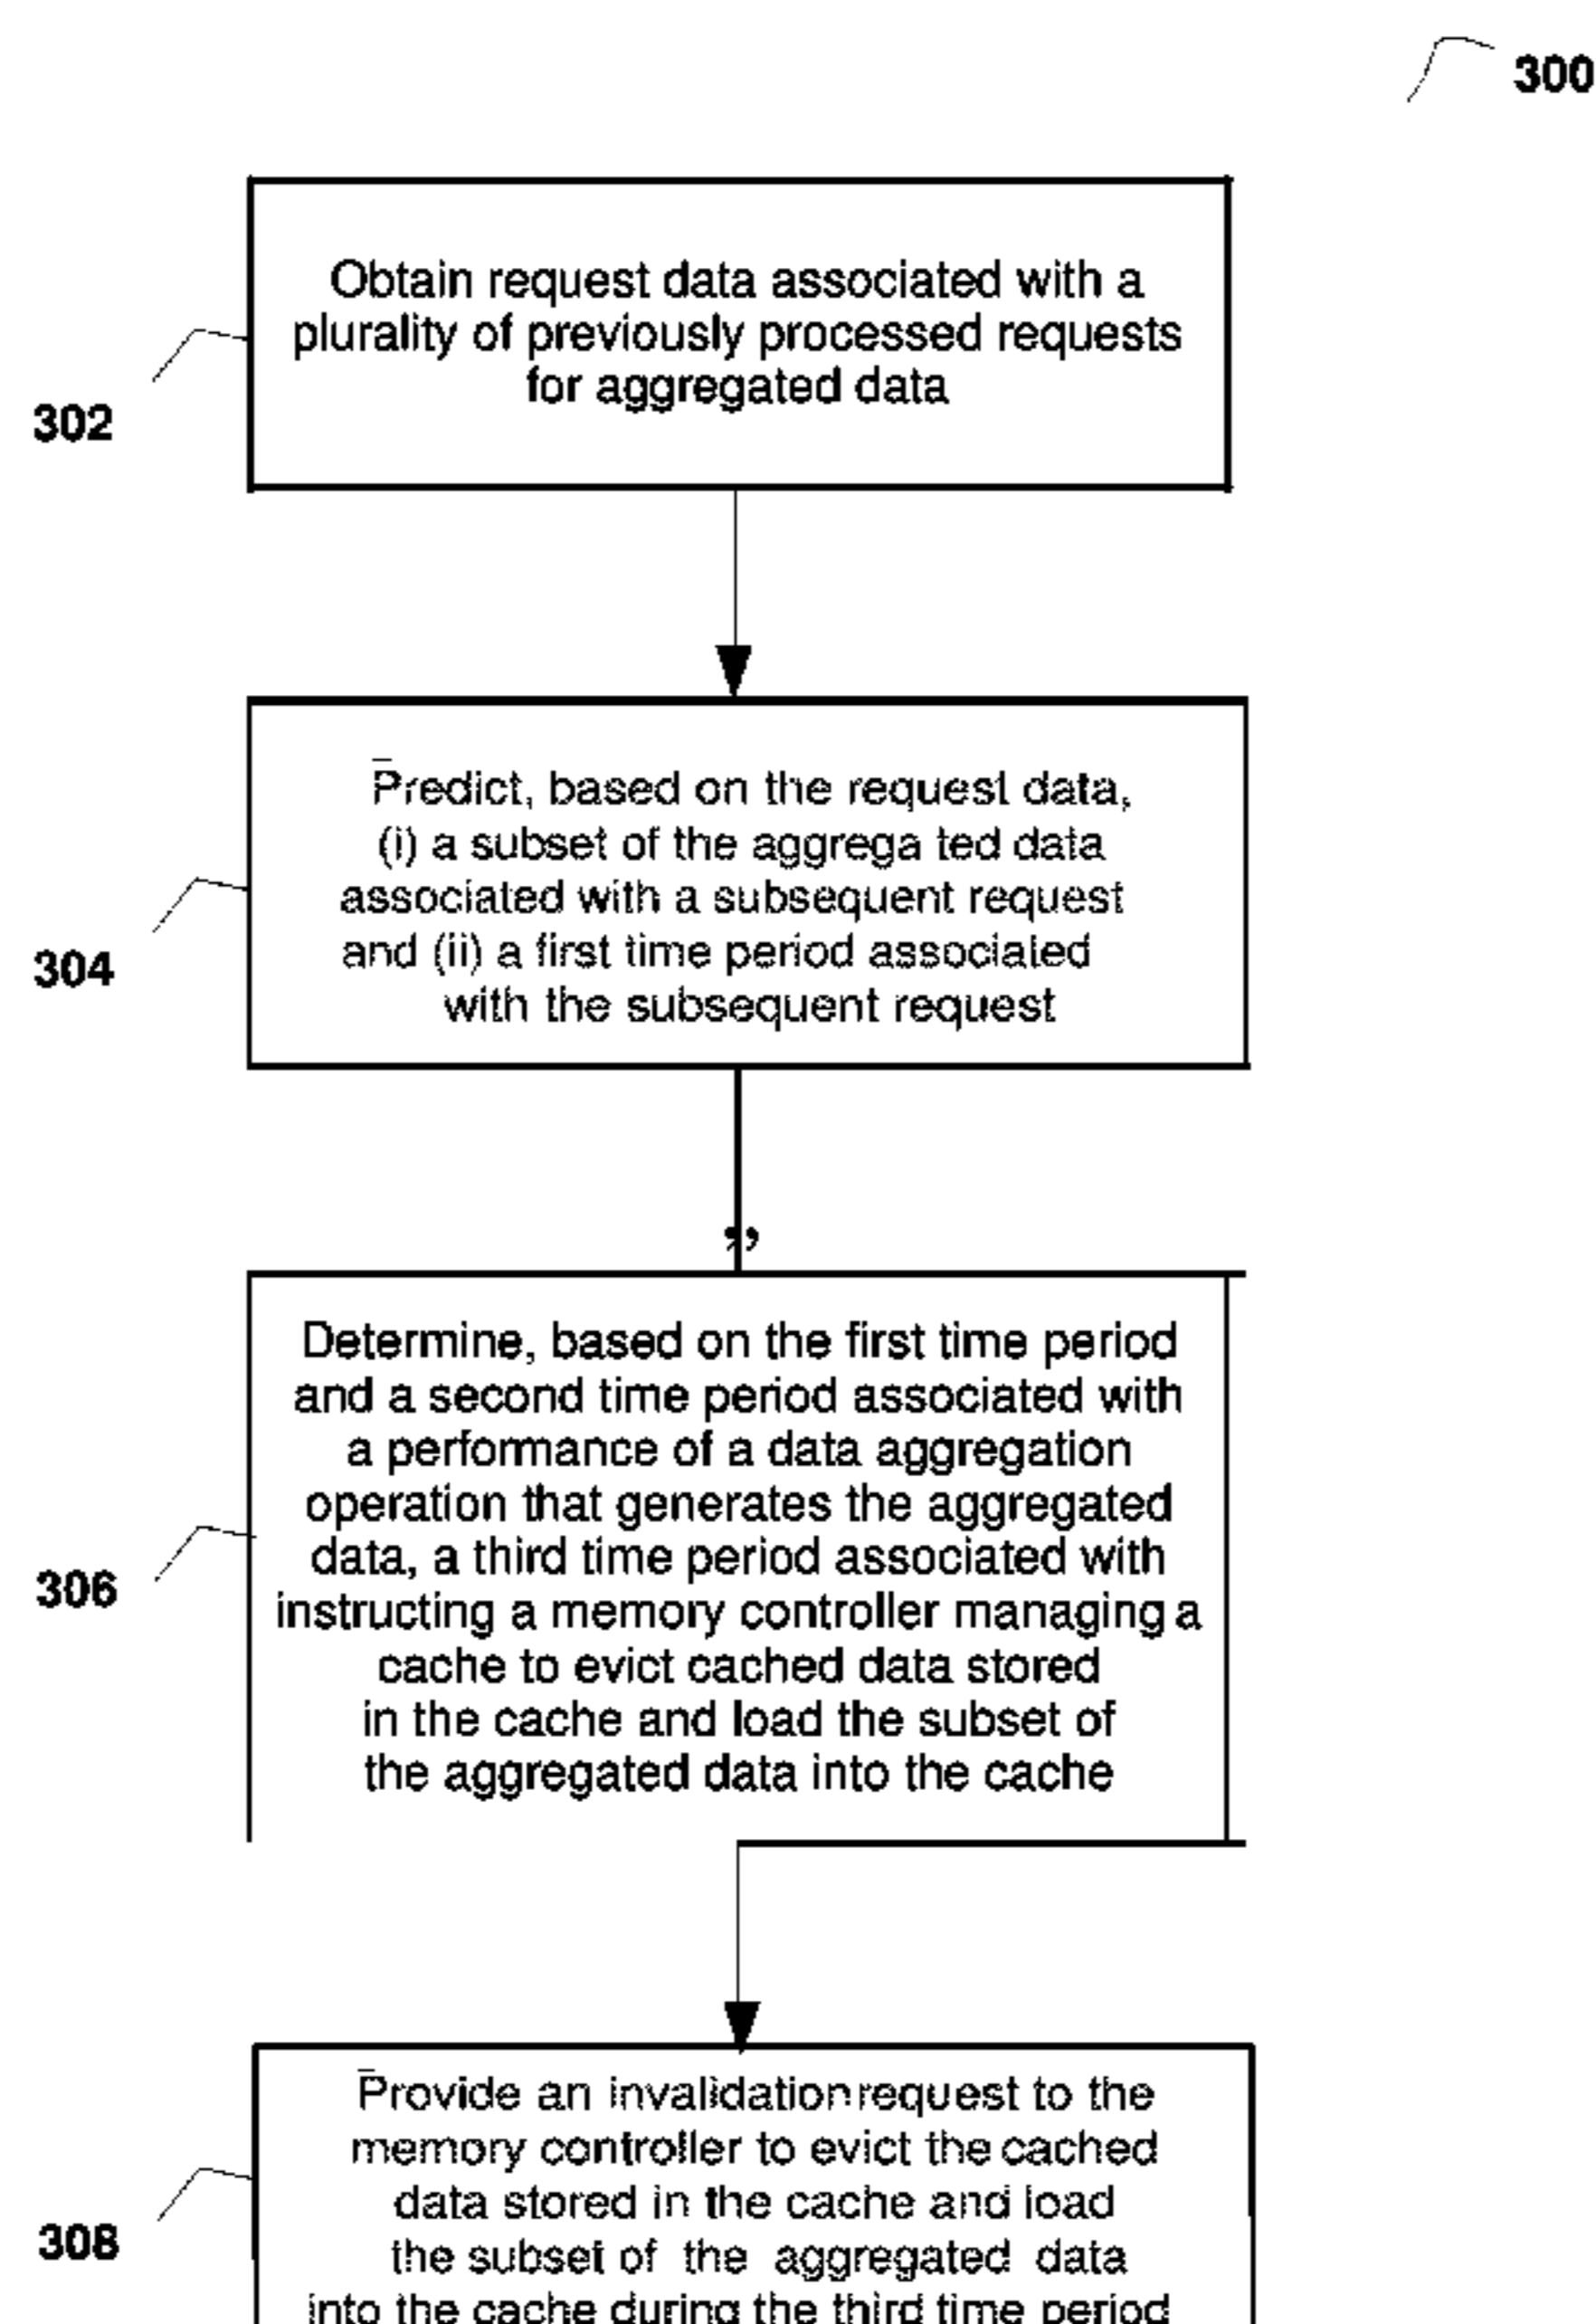 300
Obtain request data associated with a
plurality of previously processed requests
for aggregated data
302
Predict, based on the request data,
(i) a subset of the aggrega ted data
associated with a subsequent request
and (ii) a first time period associated
with the subsequent request
304
Determine, based on the first time period
and a second time period associated with
a performance of a data aggregation
operation that generates the aggregated
data, a third time period associated with
instructing a memory controller managing a
cache to evict cached data stored
in the cache and load the subset of
the aggregated data into the cache
306
Provide an invalidation request to the
memory controller to evict the cached
data stored in the cache and load
the subset of the aggregated data
into the cache during the third time period
308